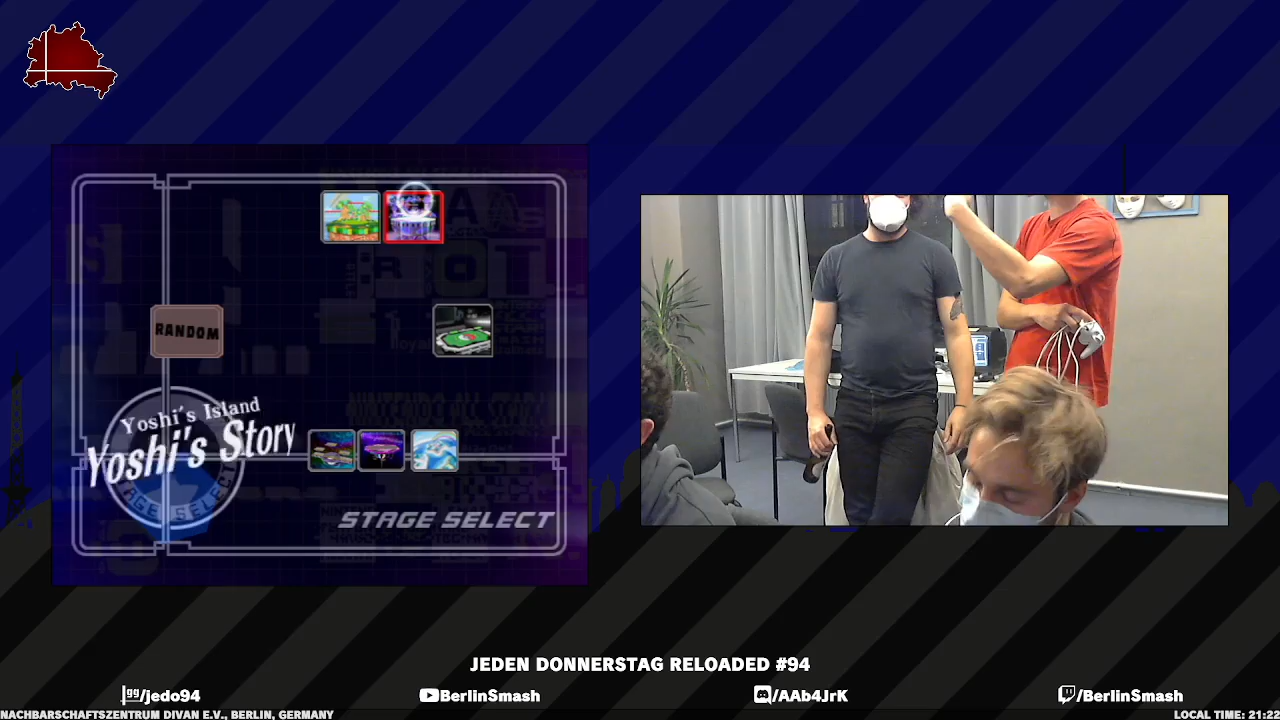 RANDOM
Yoshi's Island
Yoshi's Story
STAGE SELECT
JEDEN DONNERSTAG RELOADED #94
gg/jedo94
BerlinSmash
/AAb4JrK
/BerlinSmash
NACHBARSCHAFTSZENTRUM DIVAN E.V., BERLIN, GERMANY
LOCAL TIME: 21:22